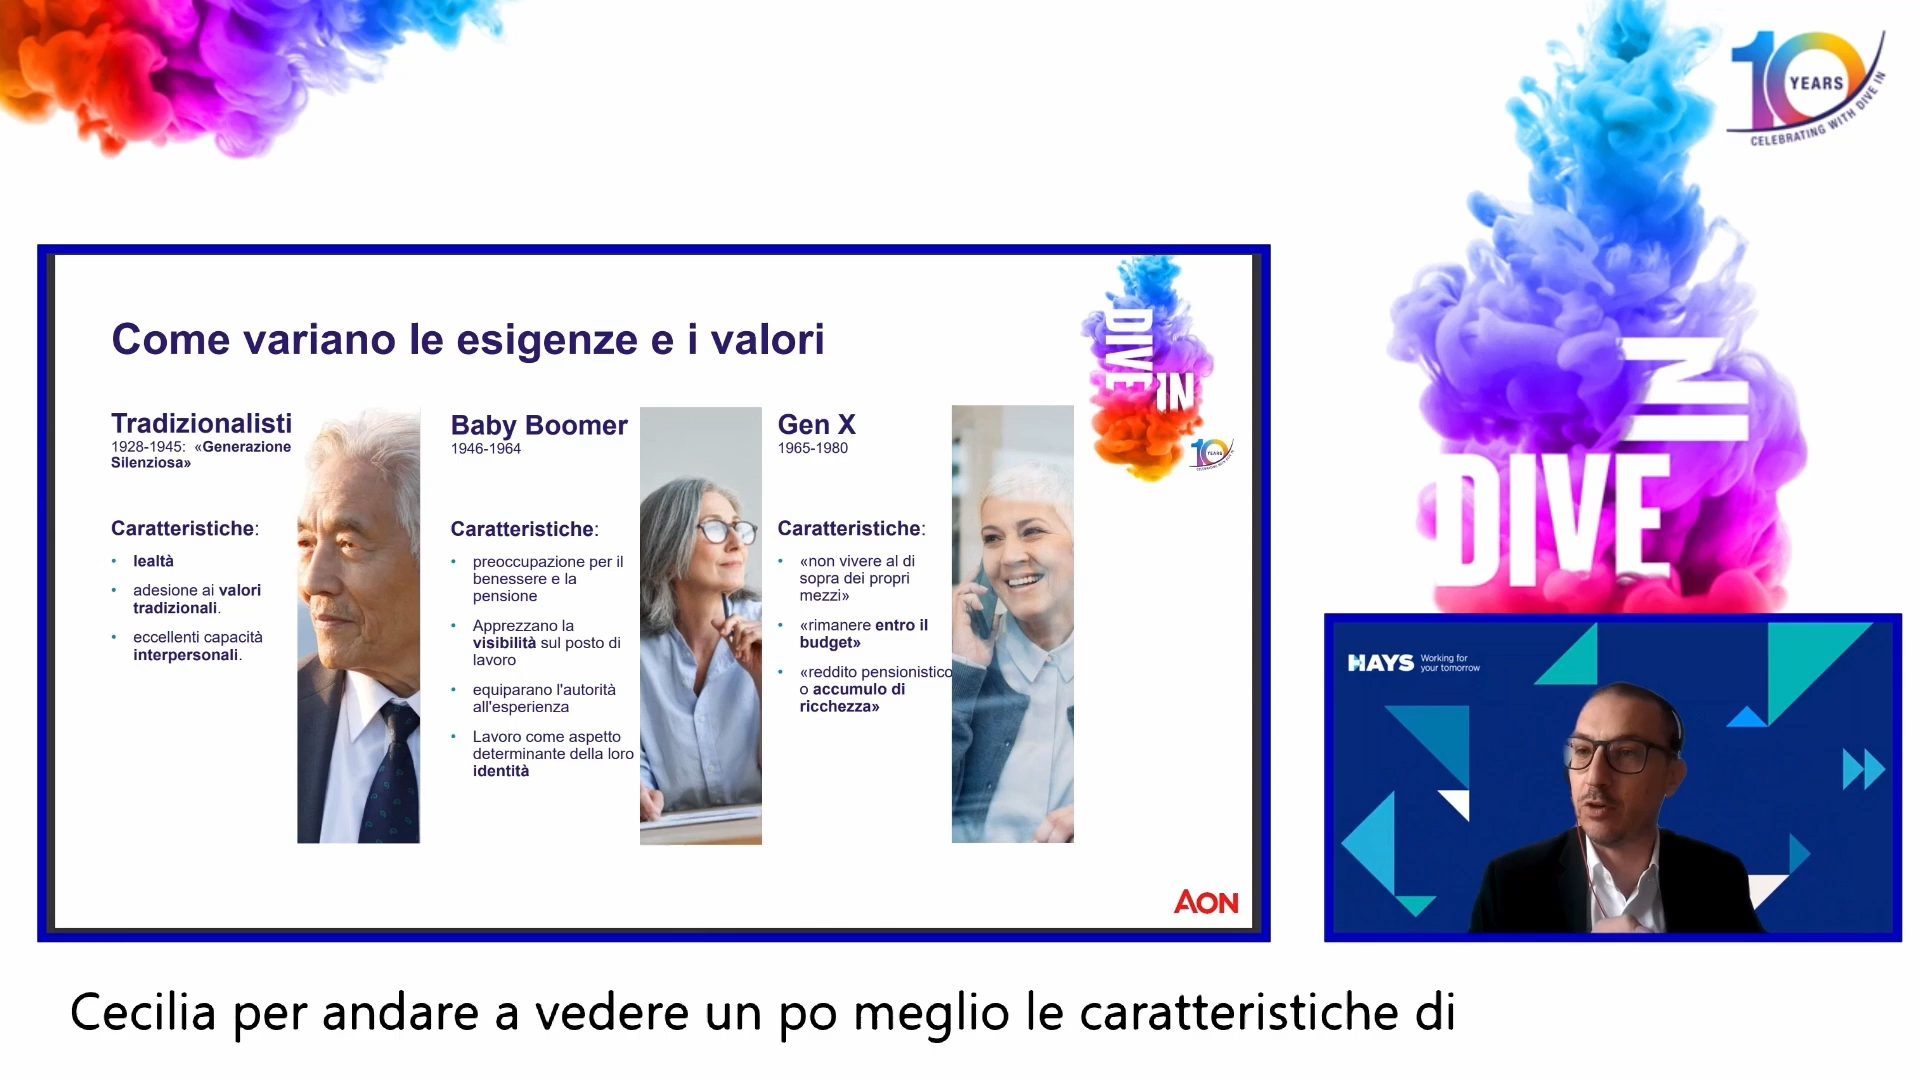 10 YEARS
CELEBRATING WITH DIVE IN
DIVE IN
Come variano le esigenze e i valori
DIVE IN
10 YEARS
Tradizionalisti
1928-1945: «Generazione
Silenziosa»
Caratteristiche:
• lealtà
• adesione ai valori
tradizionali.
• eccellenti capacità
interpersonali.
Baby Boomer
1946-1964
Caratteristiche:
• preoccupazione per il
benessere e la
pensione
• Apprezzano la
visibilità sul posto di
lavoro
• equiparano l'autorità
all'esperienza
• Lavoro come aspetto
determinante della loro
identità
Gen X
1965-1980
Caratteristiche:
• «non vivere al di
sopra dei propri
mezzi»
• «rimanere entro il
budget»
• «reddito pensionistico
o accumulo di
ricchezza»
AON
HAYS Working for
your tomorrow
Cecilia per andare a vedere un po meglio le caratteristiche di